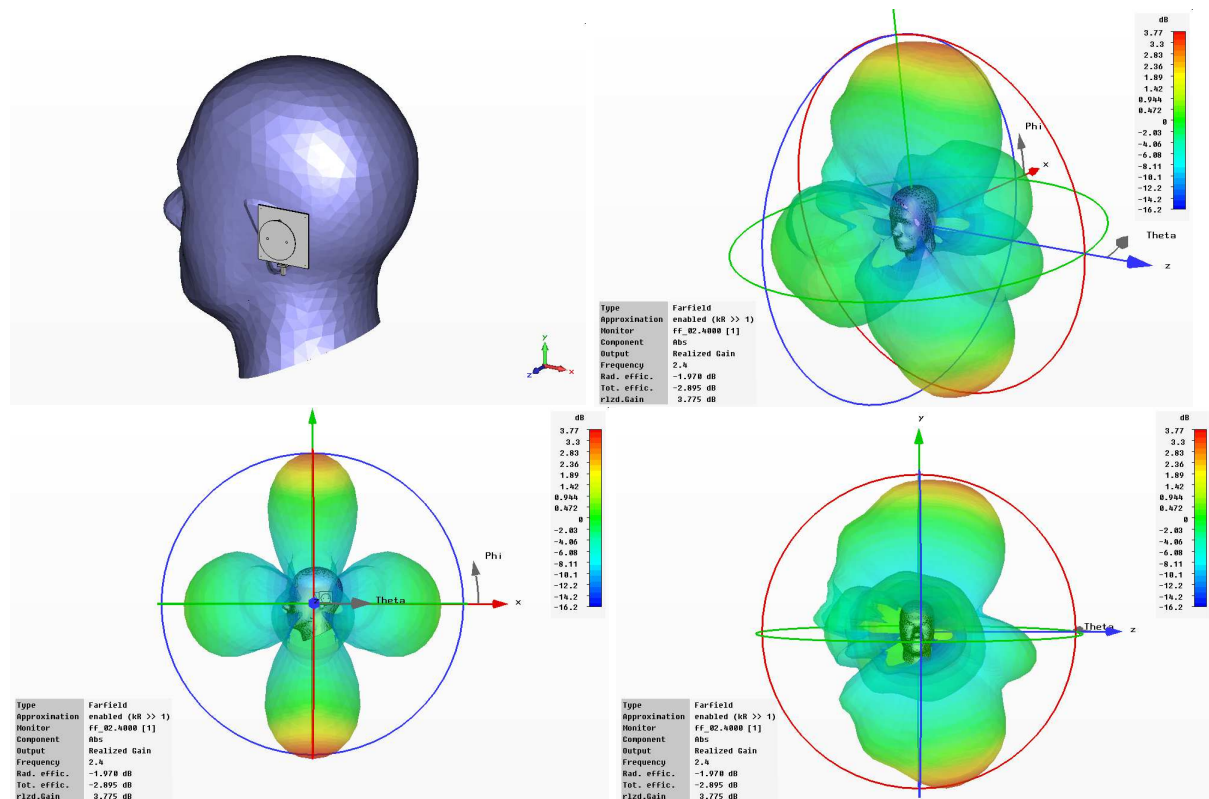 y
x
z
dB
3.77
3.3
2.83
2.36
1.89
1.42
0.944
0.472
0
-2.03
-4.06
-6.08
-8.11
-10.1
-12.2
-14.2
-16.2
Phi
x
Theta
z
Type Farfield
Approximation enabled (kR >> 1)
Monitor ff_02.4000 [1]
Component Abs
Output Realized Gain
Frequency 2.4
Rad. effic. -1.970 dB
Tot. effic. -2.895 dB
rlzd.Gain 3.775 dB
dB
3.77
3.3
2.83
2.36
1.89
1.42
0.944
0.472
0
-2.03
-4.06
-6.08
-8.11
-10.1
-12.2
-14.2
-16.2
Phi
Theta
x
Type Farfield
Approximation enabled (kR >> 1)
Monitor ff_02.4000 [1]
Component Abs
Output Realized Gain
Frequency 2.4
Rad. effic. -1.970 dB
Tot. effic. -2.895 dB
rlzd.Gain 3.775 dB
y
dB
3.77
3.3
2.83
2.36
1.89
1.42
0.944
0.472
0
-2.03
-4.06
-6.08
-8.11
-10.1
-12.2
-14.2
-16.2
Theta
z
Type Farfield
Approximation enabled (kR >> 1)
Monitor ff_02.4000 [1]
Component Abs
Output Realized Gain
Frequency 2.4
Rad. effic. -1.970 dB
Tot. effic. -2.895 dB
rlzd.Gain 3.775 dB